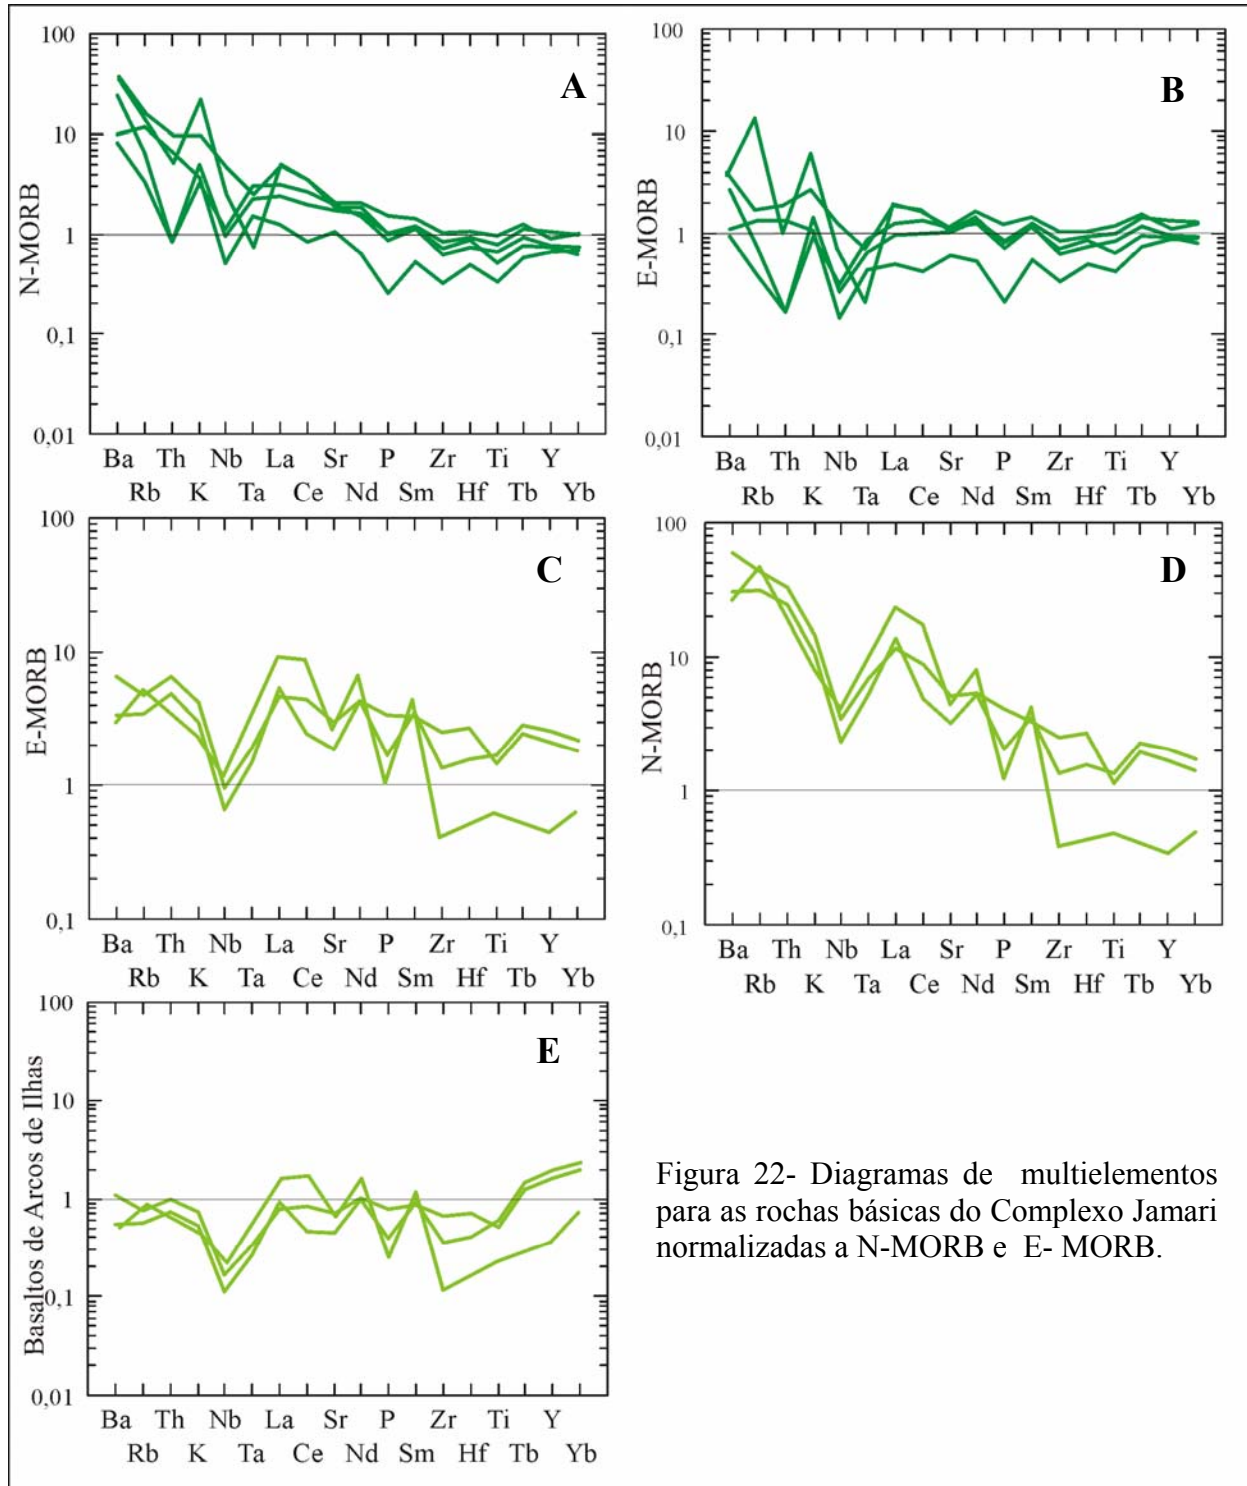 A
100
10
1
0,1
0,01
N-MORB
Ba Th Nb La Sr P Zr Ti Y
Rb K Ta Ce Nd Sm Hf Tb Yb
B
100
10
1
0,1
0,01
E-MORB
Ba Th Nb La Sr P Zr Ti Y
Rb K Ta Ce Nd Sm Hf Tb Yb
C
100
10
1
0,1
E-MORB
Ba Th Nb La Sr P Zr Ti Y
Rb K Ta Ce Nd Sm Hf Tb Yb
D
100
10
1
0,1
N-MORB
Ba Th Nb La Sr P Zr Ti Y
Rb K Ta Ce Nd Sm Hf Tb Yb
E
100
10
1
0,1
0,01
Basaltos de Arcos de Ilhas
Ba Th Nb La Sr P Zr Ti Y
Rb K Ta Ce Nd Sm Hf Tb Yb
Figura 22- Diagramas de multielementos
para as rochas básicas do Complexo Jamari
normalizadas a N-MORB e E- MORB.